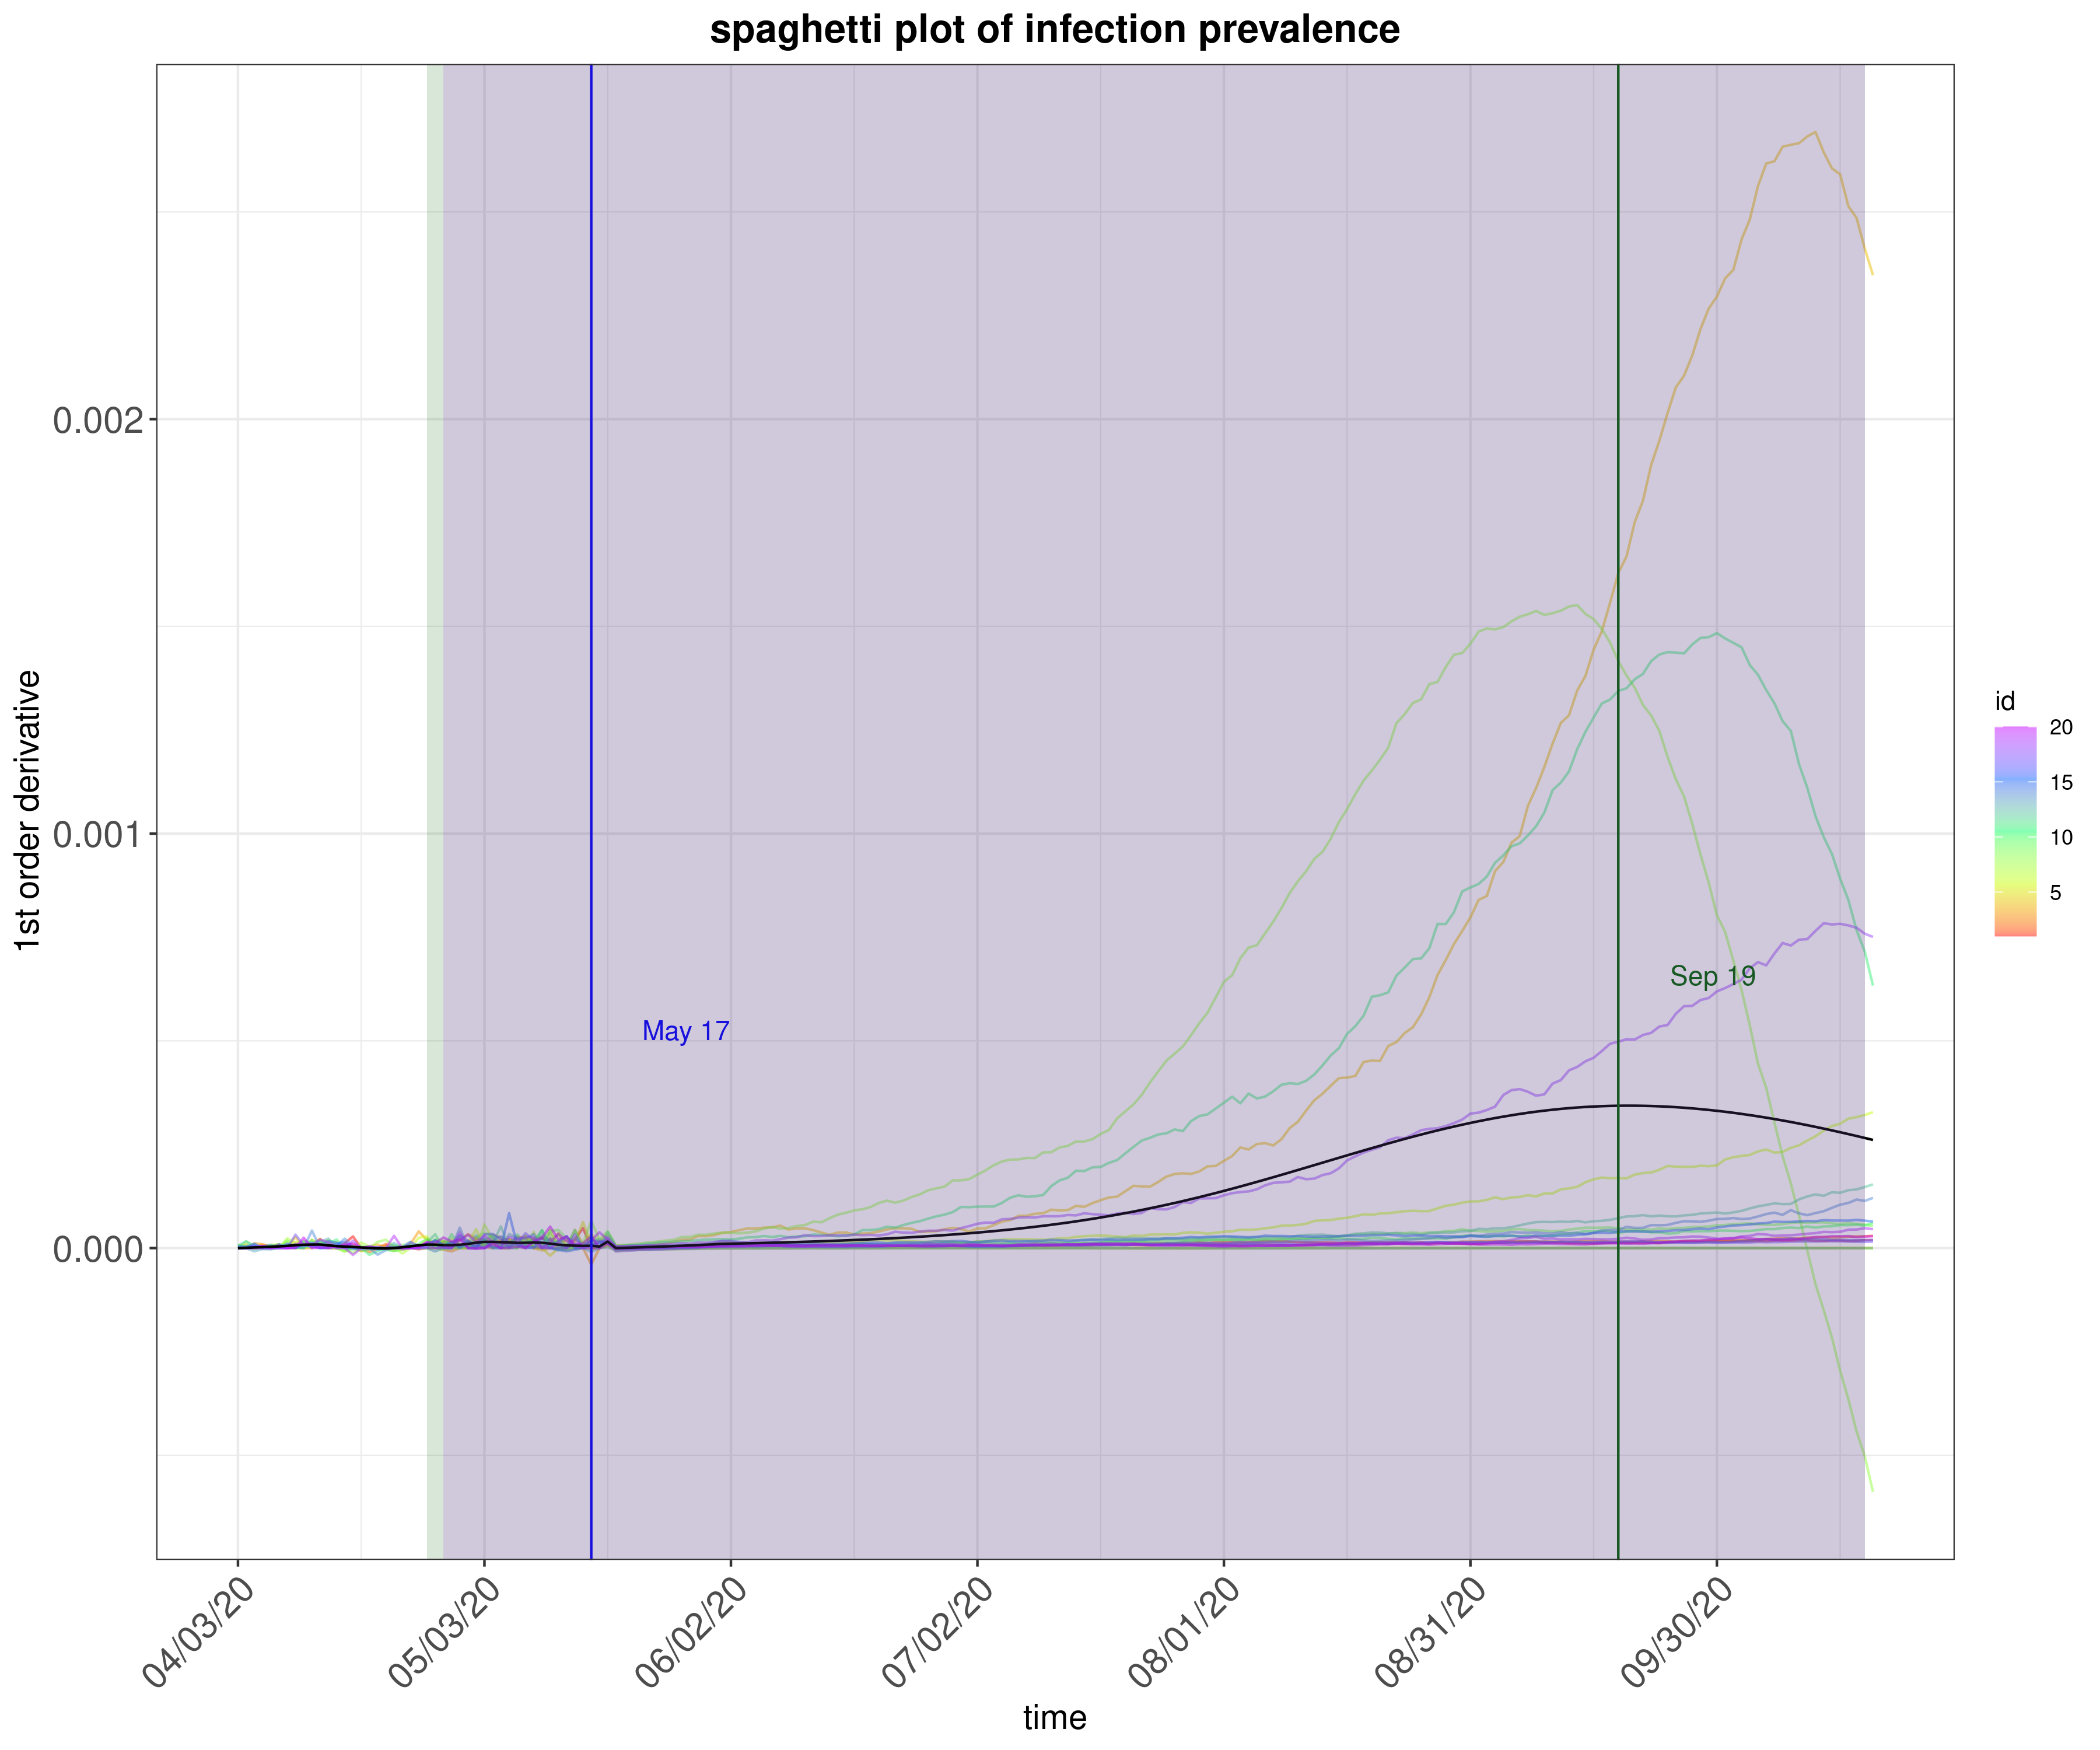 spaghetti plot of infection prevalence
1st order derivative
0.002
0.001
0.000
May 17
Sep 19
04/03/20
05/03/20
06/02/20
07/02/20
08/01/20
08/31/20
09/30/20
time
id
20
15
10
5